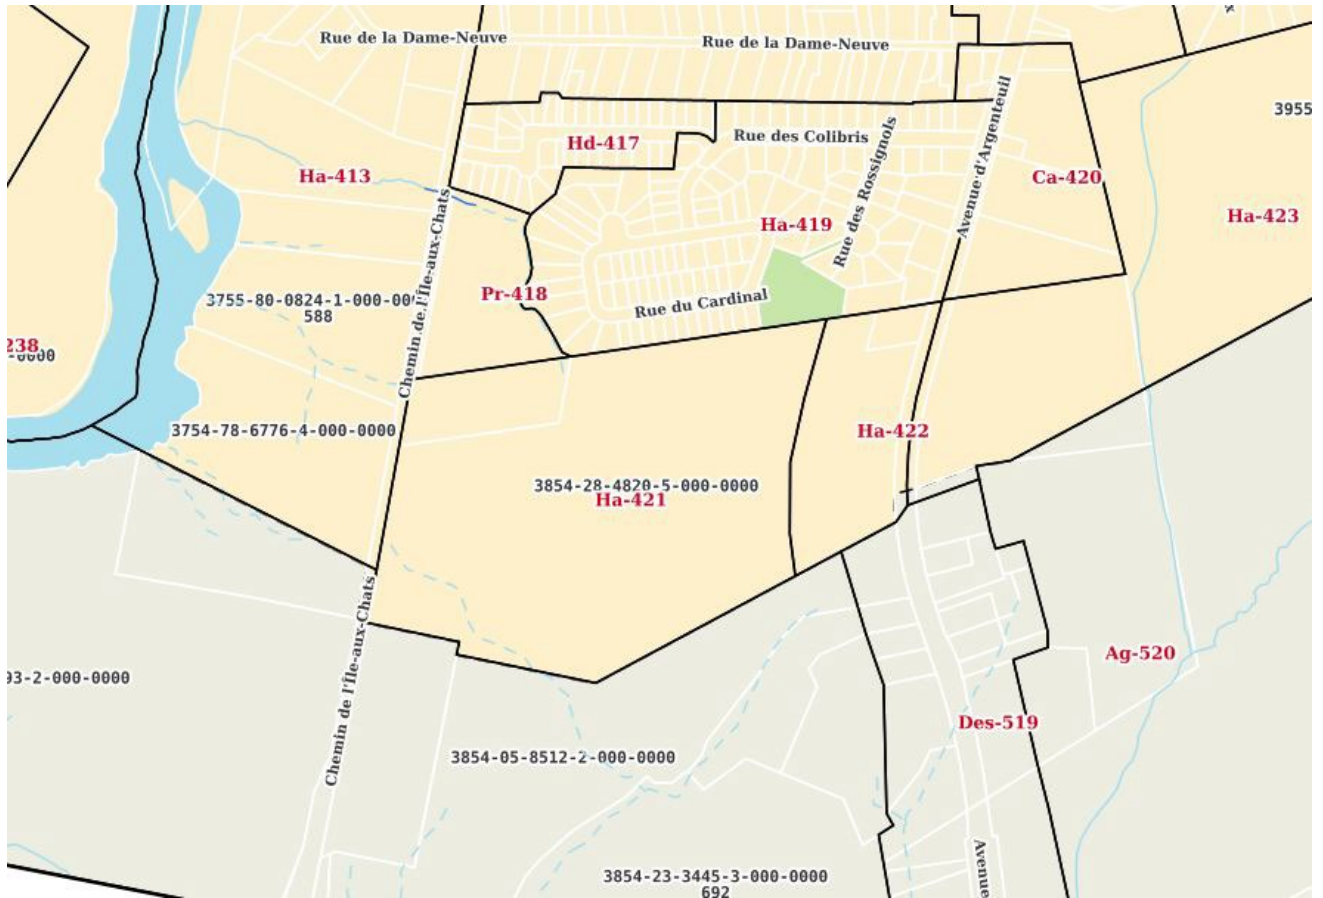 Rue de la Dame-Neuve
Rue de la Dame-Neuve
x
3955
Rue des Colibris
Hd-417
Ha-413
Ca-420
Rue des Rossignols
Avenue d'Argenteuil
Ha-419
Ha-423
Chemin de l'Île-aux-Chats
Pr-418
3755-80-0824-1-000-00
588
Rue du Cardinal
238
-0000
3754-78-6776-4-000-0000
Ha-422
3854-28-4820-5-000-0000
Ha-421
Chemin de l'Île-aux-Chats
Ag-520
93-2-000-0000
Des-519
3854-05-8512-2-000-0000
Avenue
3854-23-3445-3-000-0000
692